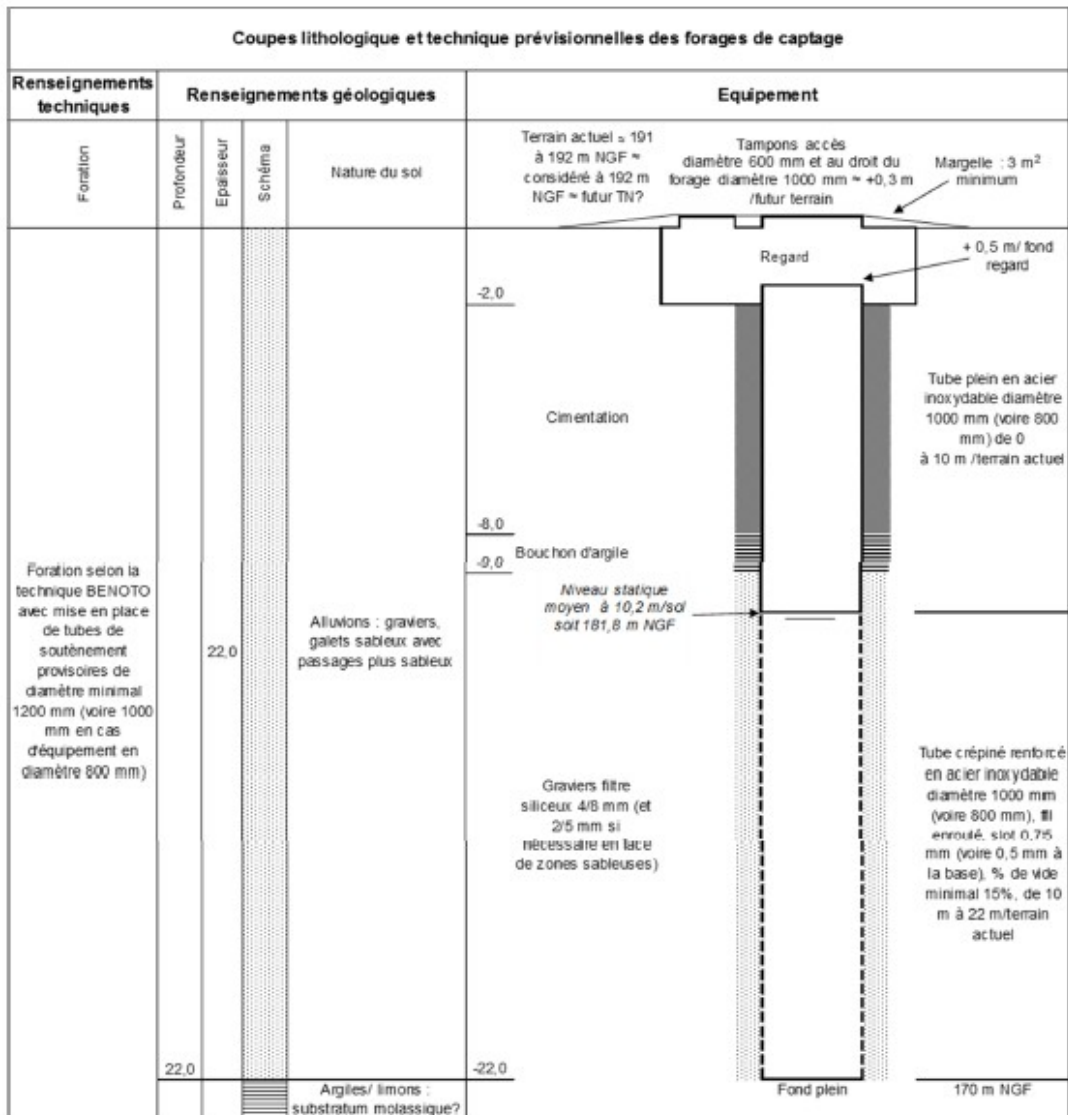 Coupes lithologique et technique prévisionnelles des forages de captage
Renseignements
techniques
Renseignements géologiques
Equipement
Foration
Profondeur
Epaisseur
Schéma
Nature du sol
Terrain actuel ≈ 191
à 192 m NGF ≈
considéré à 192 m
NGF ≈ futur TN?
Tampons accès
diamètre 600 mm et au droit du
forage diamètre 1000 mm ≈ +0,3 m
/futur terrain
Margelle : 3 m²
minimum
Regard
+ 0,5 m/ fond
regard
-2,0
Cimentation
Tube plein en acier
inoxydable diamètre
1000 mm (voire 800
mm) de 0
à 10 m /terrain actuel
-8,0
Bouchon d'argile
-9,0
Niveau statique
moyen à 10,2 m/sol
soit 181,8 m NGF
Foration selon la
technique BENOTO
avec mise en place
de tubes de
soutènement
provisoires de
diamètre minimal
1200 mm (voire 1000
mm en cas
d'équipement en
diamètre 800 mm)
22,0
Alluvions : graviers,
galets sableux avec
passages plus sableux
Graviers filtre
siliceux 4/8 mm (et
2/5 mm si
nécessaire en face
de zones sableuses)
Tube crépiné renforcé
en acier inoxydable
diamètre 1000 mm
(voire 800 mm), fil
enroulé, slot 0,75
mm (voire 0,5 mm à
la base), % de vide
minimal 15%, de 10
m à 22 m/terrain
actuel
22,0
-22,0
Argiles/ limons :
substratum molassique?
Fond plein
170 m NGF